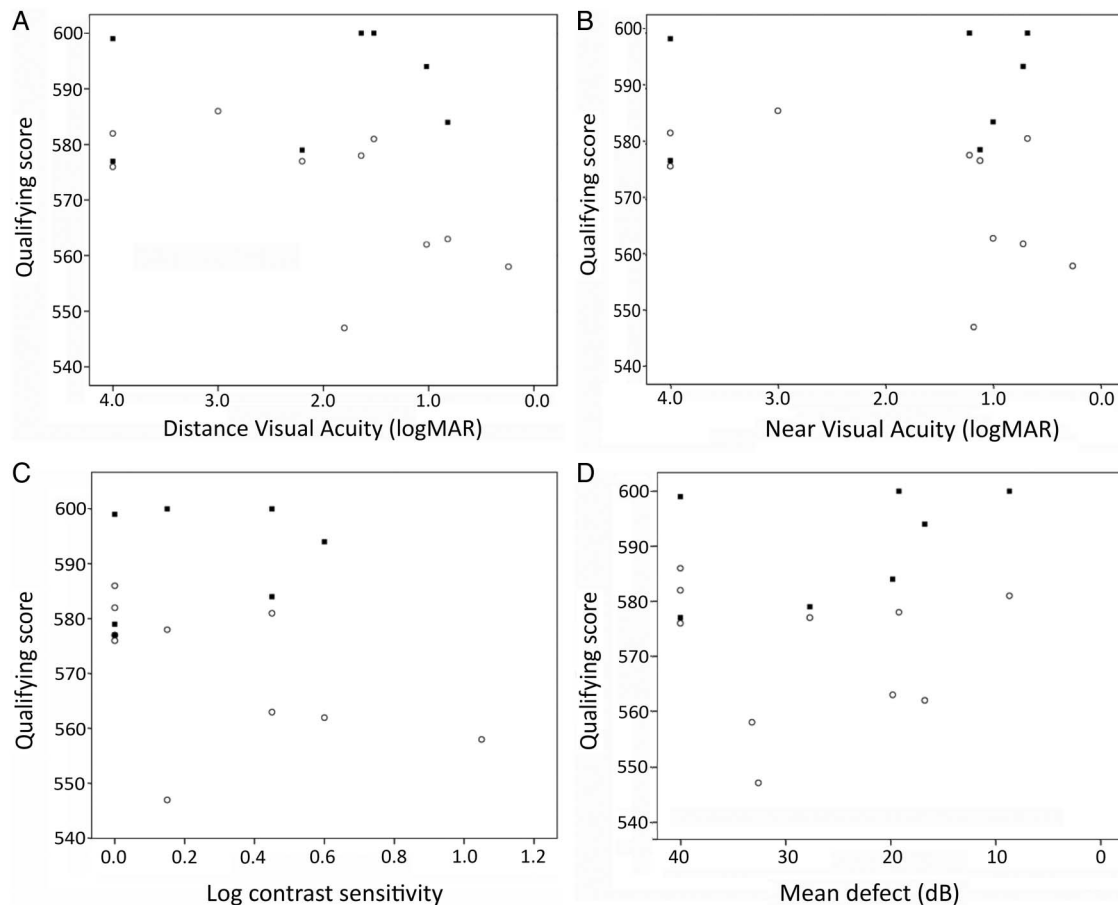 A
Qualifying score
600
590
580
570
560
550
540
4.0 3.0 2.0 1.0 0.0
Distance Visual Acuity (logMAR)
B
Qualifying score
600
590
580
570
560
550
540
4.0 3.0 2.0 1.0 0.0
Near Visual Acuity (logMAR)
C
Qualifying score
600
590
580
570
560
550
540
0.0 0.2 0.4 0.6 0.8 1.0 1.2
Log contrast sensitivity
D
Qualifying score
600
590
580
570
560
550
540
40 30 20 10 0
Mean defect (dB)